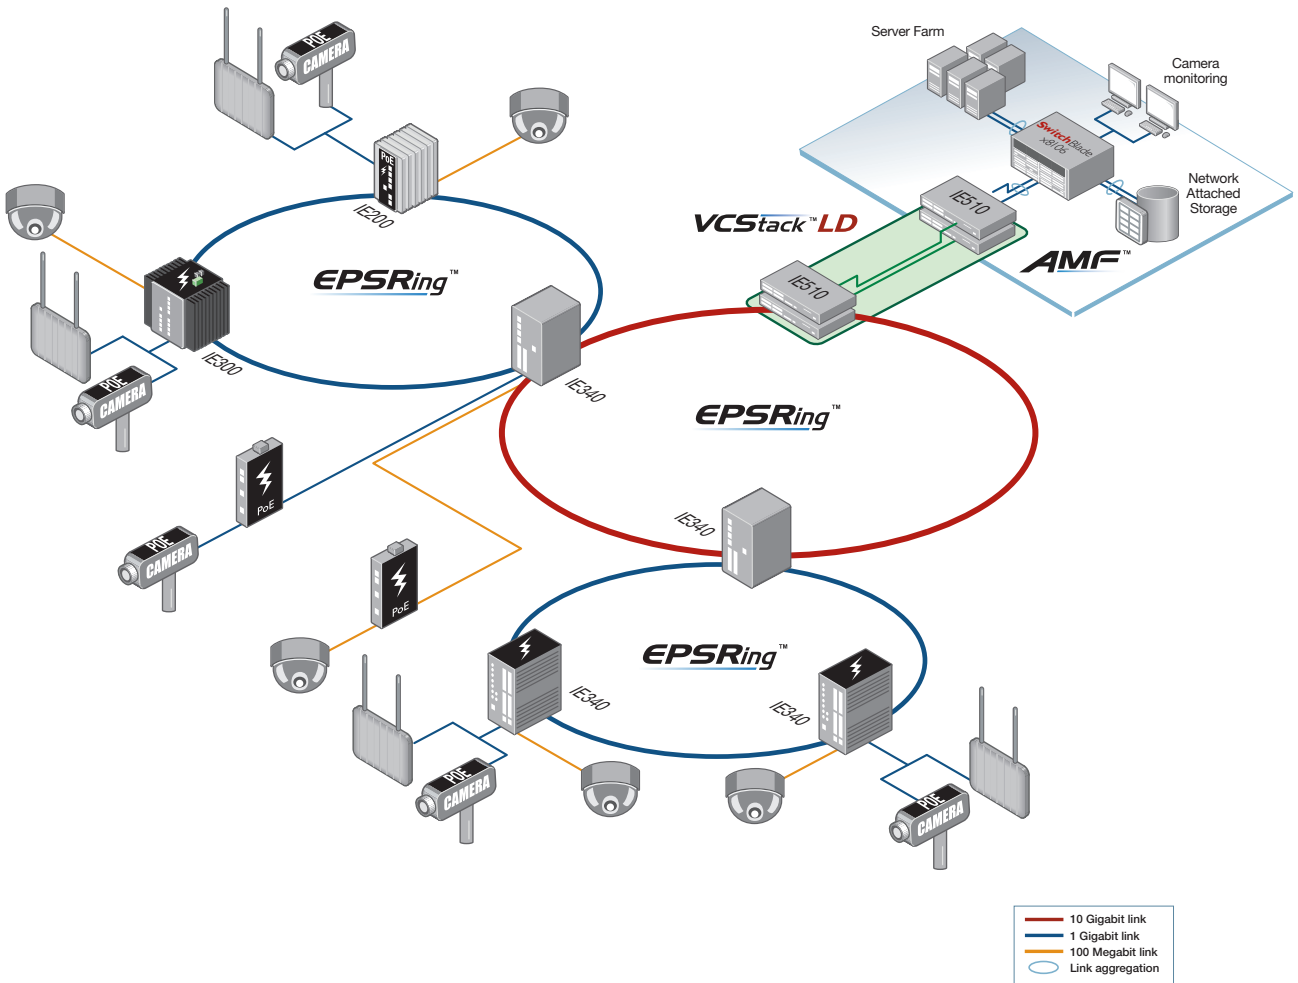 Server Farm
Camera
monitoring
SwitchBlade
x8106
Network
Attached
Storage
IE510
VCStack™ LD
AMF™
IE510
POE
CAMERA
PoE
IE200
EPSRing™
IE300
POE
CAMERA
IE340
EPSRing™
PoE
POE
CAMERA
IE340
PoE
EPSRing™
IE340
IE340
POE
CAMERA
POE
CAMERA
10 Gigabit link
1 Gigabit link
100 Megabit link
Link aggregation